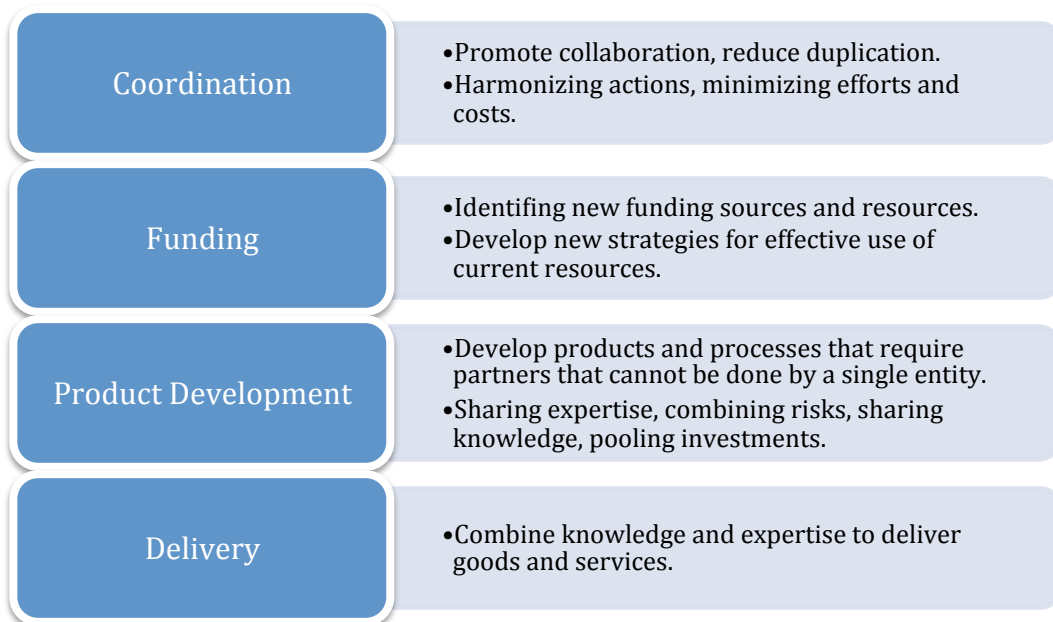 Coordination
•Promote collaboration, reduce duplication.
•Harmonizing actions, minimizing efforts and
costs.
Funding
•Identifing new funding sources and resources.
•Develop new strategies for effective use of
current resources.
Product Development
•Develop products and processes that require
partners that cannot be done by a single entity.
•Sharing expertise, combining risks, sharing
knowledge, pooling investments.
Delivery
•Combine knowledge and expertise to deliver
goods and services.